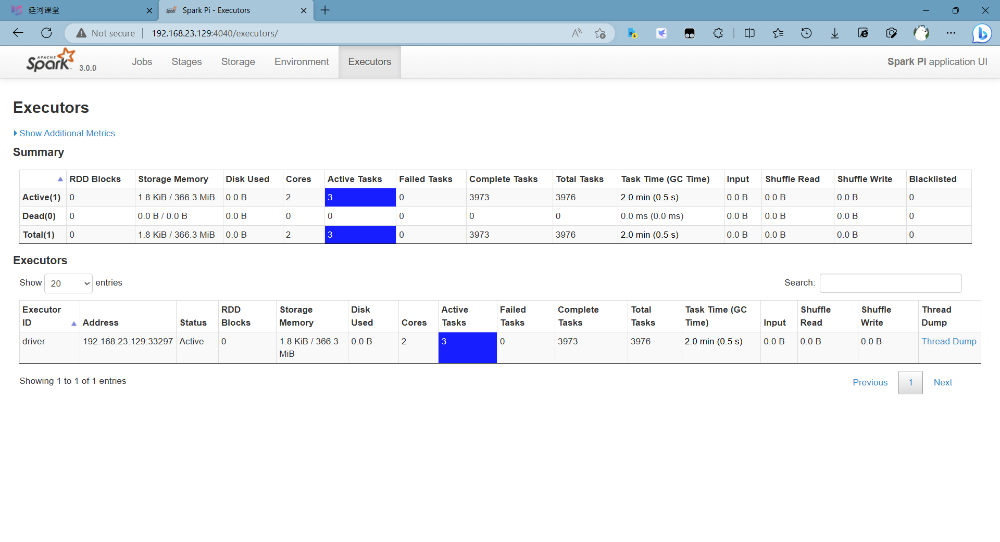 延河课堂
Spark Pi - Executors
Not secure
192.168.23.129:4040/executors/
APACHE Spark 3.0.0
Jobs Stages Storage Environment Executors
Spark Pi application UI
Executors
Show Additional Metrics
Summary
RDD Blocks Storage Memory Disk Used Cores Active Tasks Failed Tasks Complete Tasks Total Tasks Task Time (GC Time) Input Shuffle Read Shuffle Write Blacklisted
Active(1) 0 1.8 KiB / 366.3 MiB 0.0 B 2 3 0 3973 3976 2.0 min (0.5 s) 0.0 B 0.0 B 0.0 B 0
Dead(0) 0 0.0 B / 0.0 B 0.0 B 0 0 0 0 0 0.0 ms (0.0 ms) 0.0 B 0.0 B 0.0 B 0
Total(1) 0 1.8 KiB / 366.3 MiB 0.0 B 2 3 0 3973 3976 2.0 min (0.5 s) 0.0 B 0.0 B 0.0 B 0
Executors
Show 20 entries
Search:
Executor ID Address Status RDD Blocks Storage Memory Disk Used Cores Active Tasks Failed Tasks Complete Tasks Total Tasks Task Time (GC Time) Input Shuffle Read Shuffle Write Thread Dump
driver 192.168.23.129:33297 Active 0 1.8 KiB / 366.3 MiB 0.0 B 2 3 0 3973 3976 2.0 min (0.5 s) 0.0 B 0.0 B 0.0 B Thread Dump
Showing 1 to 1 of 1 entries
Previous 1 Next